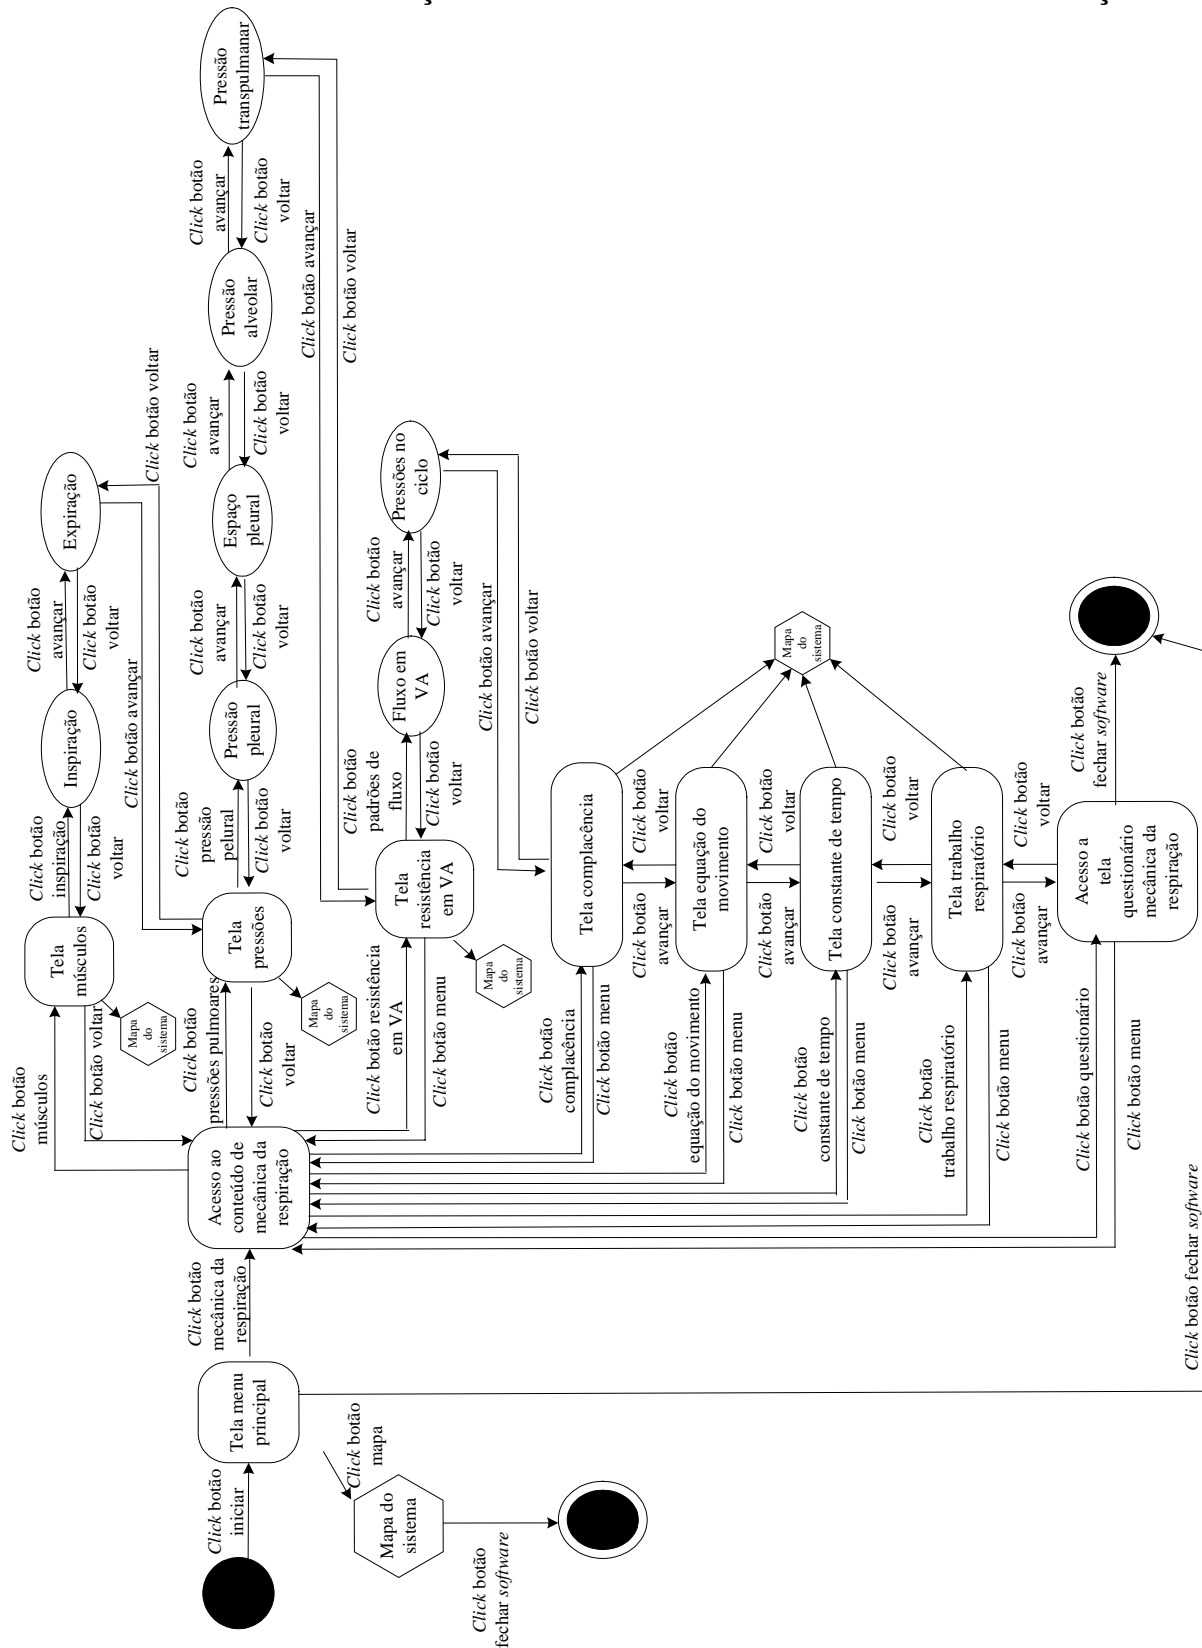 Click botão
iniciar
Tela menu
principal
Click botão
mapa
Mapa do
sistema
Click botão
fechar software
Click botão
mecânica da
respiração
Acesso ao
conteúdo de
mecânica da
respiração
Click botão
músculos
Click botão voltar
Tela
músculos
Mapa
do
sistema
Click botão
inspiração
Click botão
voltar
Inspiração
Click botão
avançar
Click botão
voltar
Expiração
Click botão avançar
Click botão voltar
Click botão
pressões pulmoares
Click botão
voltar
Tela
pressões
Mapa
do
sistema
Click botão
pressão
pelural
Click botão
voltar
Pressão
pleural
Click botão
avançar
Click botão
voltar
Espaço
pleural
Click botão
avançar
Click botão
voltar
Pressão
alveolar
Click botão
avançar
Click botão
voltar
Pressão
transpulmanar
Click botão avançar
Click botão voltar
Click botão resistência
em VA
Click botão menu
Tela
resistência
em VA
Mapa
do
sistema
Click botão
padrões de
fluxo
Click botão
voltar
Fluxo em
VA
Click botão
avançar
Click botão
voltar
Pressões no
ciclo
Click botão avançar
Click botão voltar
Click botão
complacência
Click botão menu
Tela complacência
Click botão
avançar
Click botão
voltar
Click botão
equação do movimento
Click botão menu
Tela equação do
movimento
Click botão
avançar
Click botão
voltar
Mapa
do
sistema
Click botão
constante de tempo
Click botão menu
Tela constante de tempo
Click botão
avançar
Click botão
voltar
Click botão
trabalho respiratório
Click botão menu
Tela trabalho
respiratório
Click botão
avançar
Click botão
voltar
Click botão questionário
Click botão menu
Acesso a
tela
questionário
mecânica da
respiração
Click botão
fechar software
Click botão fechar software